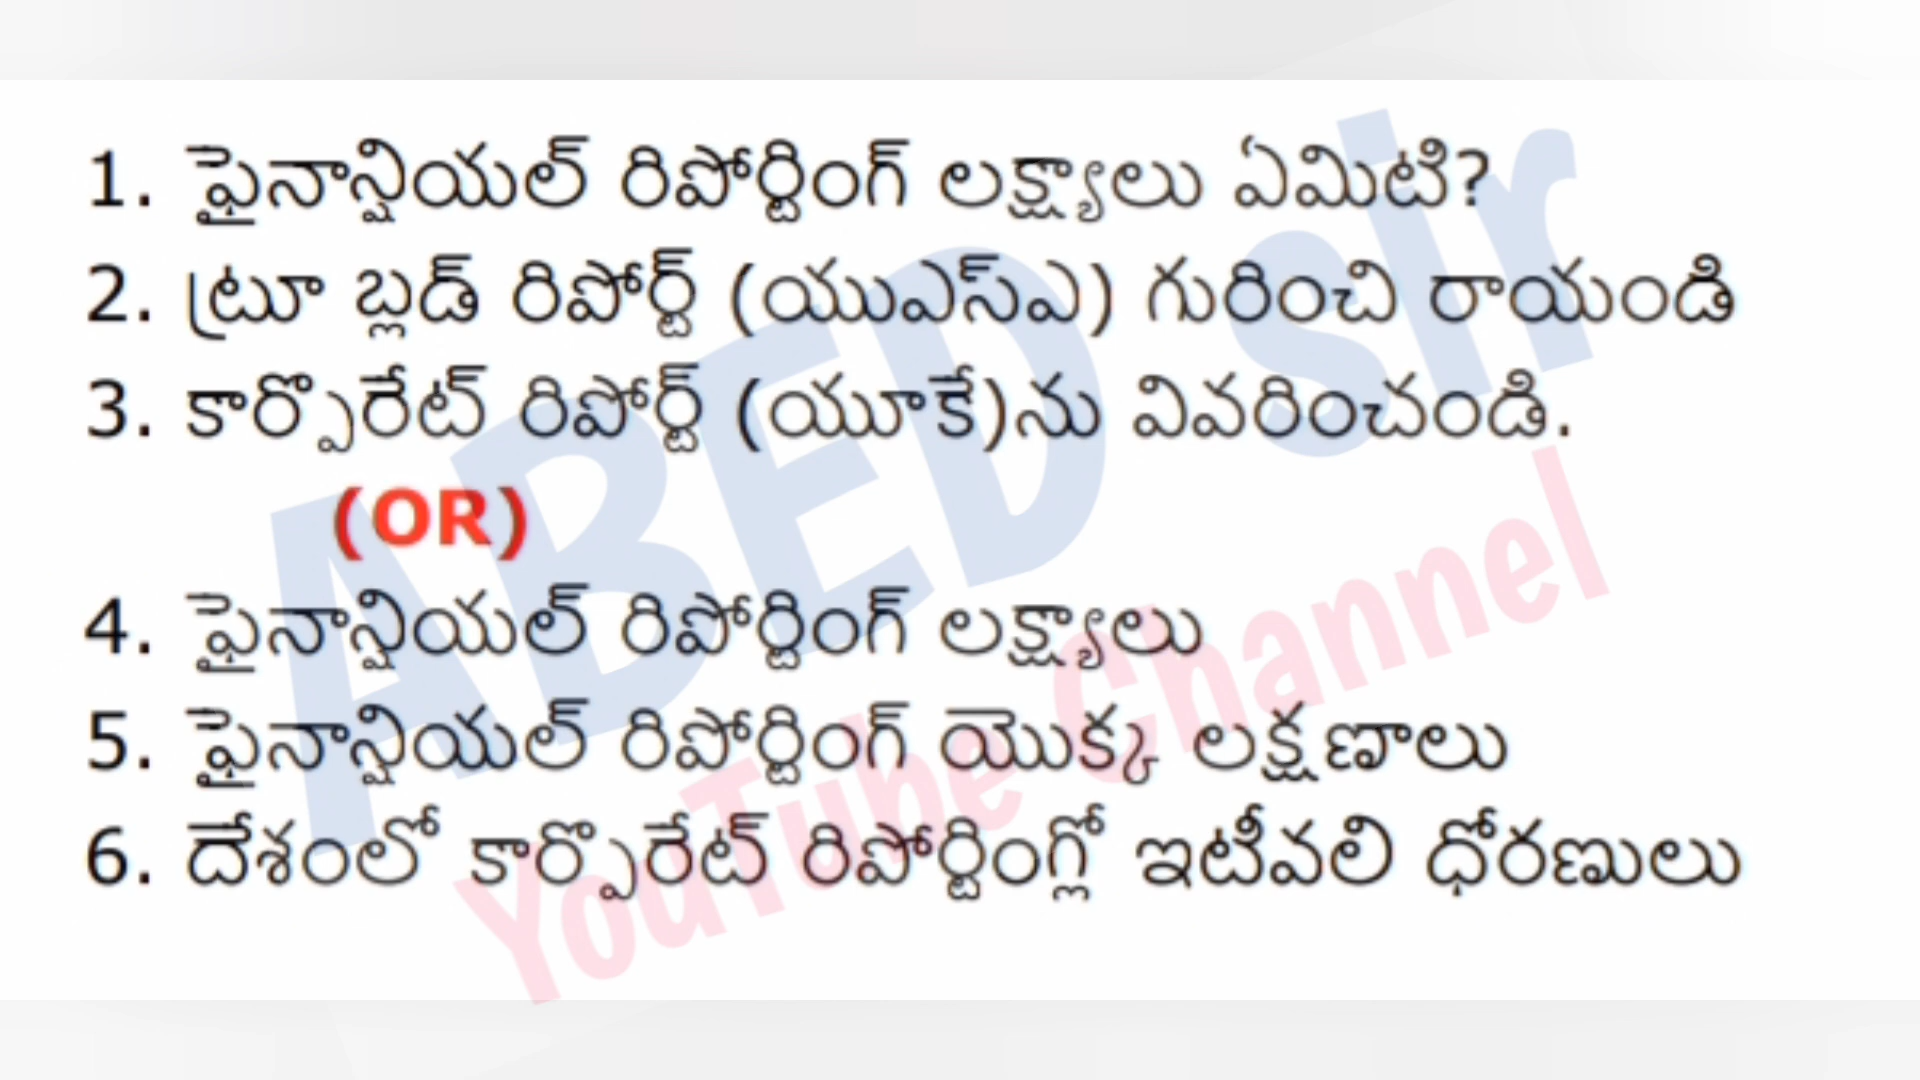 1. ఫైనాన్షియల్ రిపోర్టింగ్ లక్ష్యాలు ఏమిటి?
2. ట్రూ బ్లడ్ రిపోర్ట్ (యుఎస్ఎ) గురించి రాయండి
3. కార్పొరేట్ రిపోర్ట్ (యూకే)ను వివరించండి.
(OR)
4. ఫైనాన్షియల్ రిపోర్టింగ్ లక్ష్యాలు
5. ఫైనాన్షియల్ రిపోర్టింగ్ యొక్క లక్షణాలు
6. దేశంలో కార్పొరేట్ రిపోర్టింగ్లో ఇటీవలి ధోరణులు
ABED sir
YouTube Channel